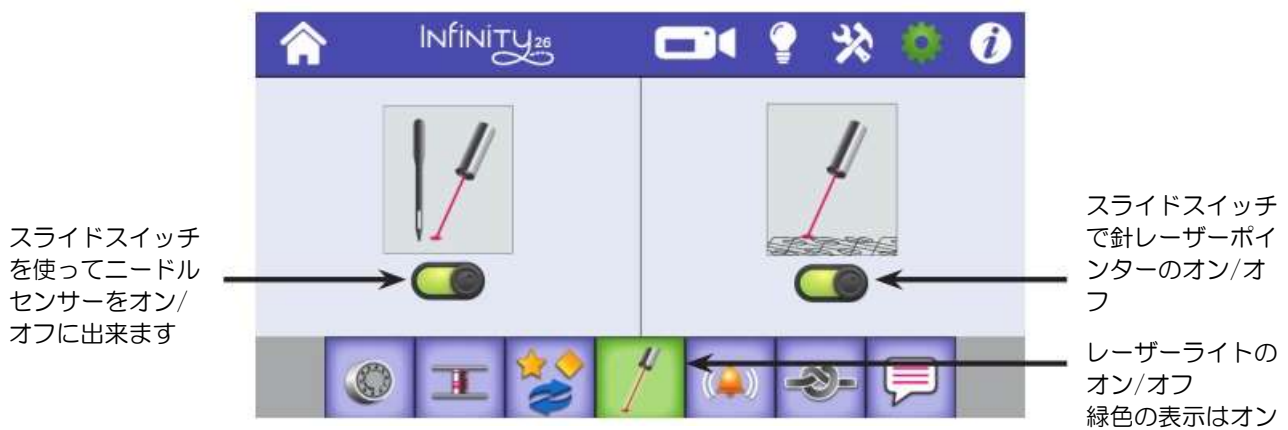 INFINITY 26
i
スライドスイッチ
を使ってニードル
センサーをオン/
オフに出来ます
スライドスイッチ
で針レーザーポイ
ンターのオン/オ
フ
レーザーライトの
オン/オフ
緑色の表示はオン